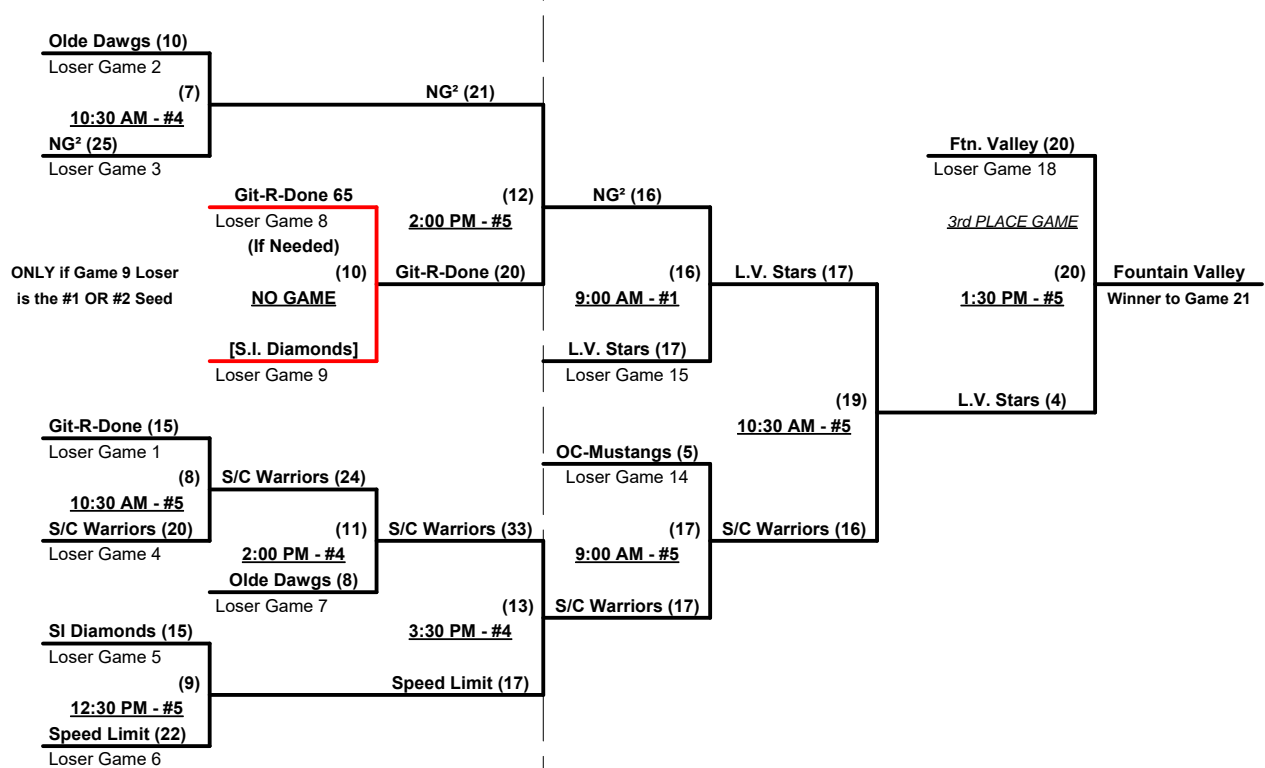 Olde Dawgs (10)
Loser Game 2
(7)
10:30 AM - #4
NG² (25)
Loser Game 3
NG² (21)
Git-R-Done 65
Loser Game 8
(If Needed)
(10)
NO GAME
[S.I. Diamonds]
Loser Game 9
ONLY if Game 9 Loser
is the #1 OR #2 Seed
(12)
2:00 PM - #5
Git-R-Done (20)
NG² (16)
(16)
9:00 AM - #1
L.V. Stars (17)
Loser Game 15
L.V. Stars (17)
Ftn. Valley (20)
Loser Game 18
3rd PLACE GAME
(20)
1:30 PM - #5
Fountain Valley
Winner to Game 21
(19)
10:30 AM - #5
L.V. Stars (4)
Git-R-Done (15)
Loser Game 1
(8)
10:30 AM - #5
S/C Warriors (20)
Loser Game 4
S/C Warriors (24)
(11)
2:00 PM - #4
Olde Dawgs (8)
Loser Game 7
S/C Warriors (33)
OC-Mustangs (5)
Loser Game 14
(17)
9:00 AM - #5
S/C Warriors (16)
S/C Warriors (17)
(13)
3:30 PM - #4
SI Diamonds (15)
Loser Game 5
(9)
12:30 PM - #5
Speed Limit (22)
Loser Game 6
Speed Limit (17)